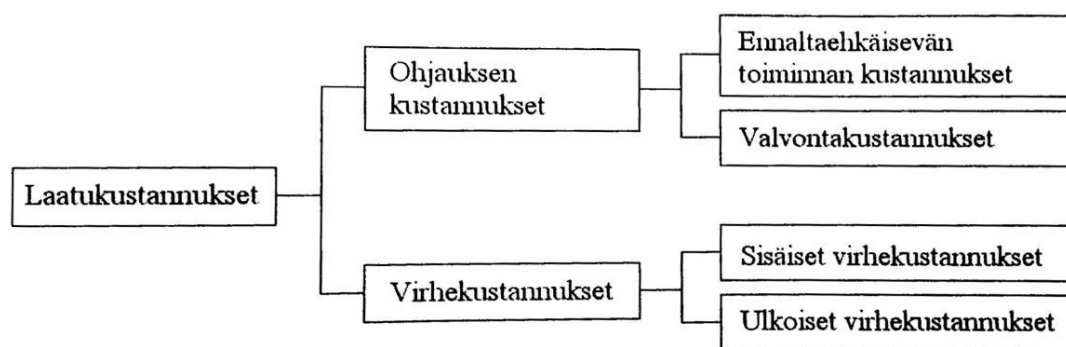 Ohjauksen
kustannukset
Ennaltaehkäisevän
toiminnan kustannukset
Valvontakustannukset
Laatukustannukset
Virhekustannukset
Sisäiset virhekustannukset
Ulkoiset virhekustannukset